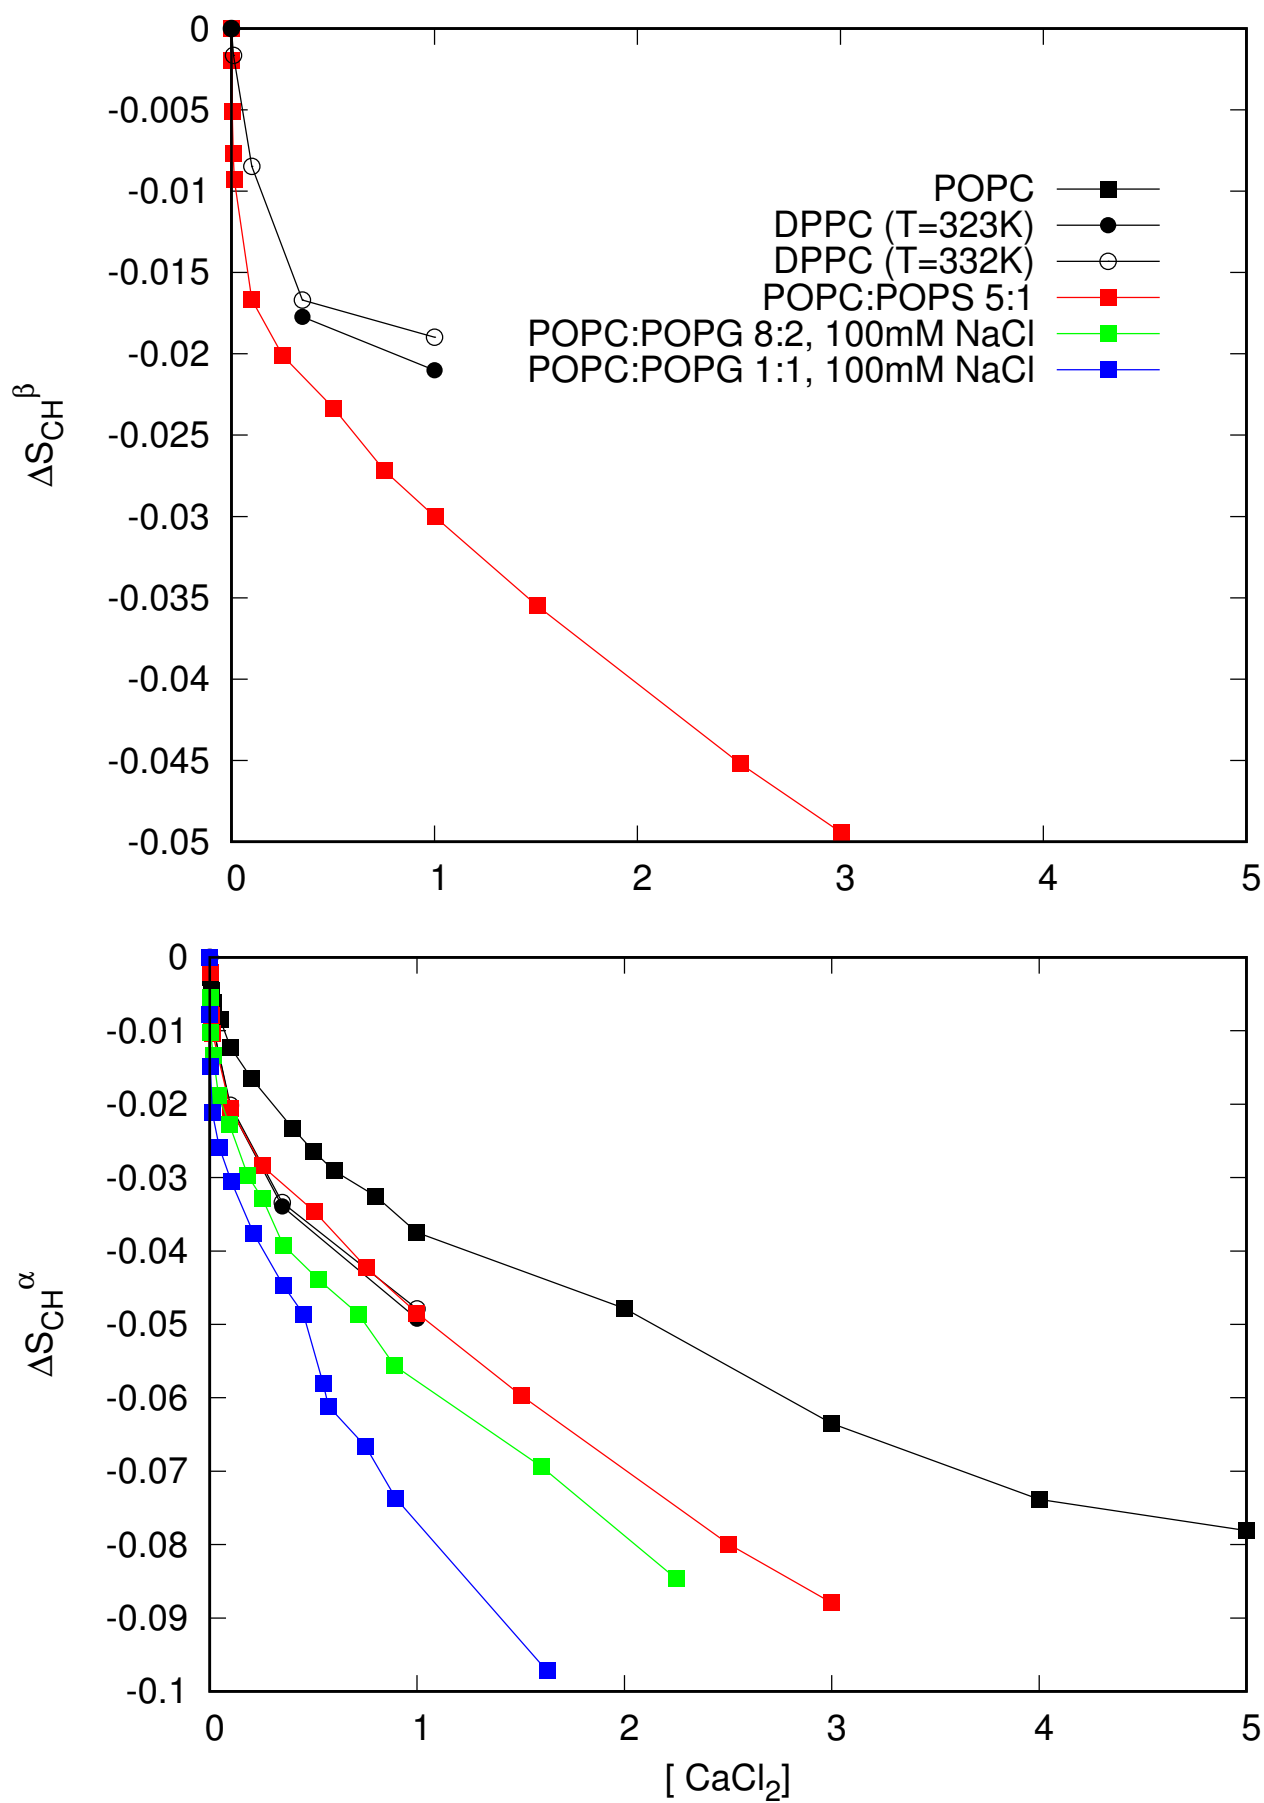 0
-0.005
-0.01
-0.015
-0.02
-0.025
-0.03
-0.035
-0.04
-0.045
-0.05
ΔS_CH^β
POPC
DPPC (T=323K)
DPPC (T=332K)
POPC:POPS 5:1
POPC:POPG 8:2, 100mM NaCl
POPC:POPG 1:1, 100mM NaCl
0 1 2 3 4 5
0
-0.01
-0.02
-0.03
-0.04
-0.05
-0.06
-0.07
-0.08
-0.09
-0.1
ΔS_CH^α
0 1 2 3 4 5
[ CaCl₂]